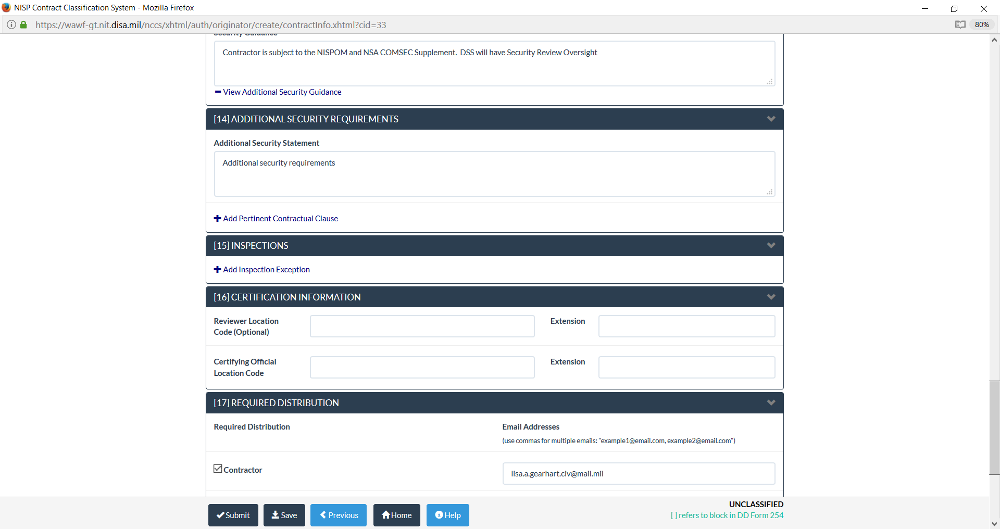 NISP Contract Classification System - Mozilla Firefox
https://wawf-gt.nit.disa.mil/nccs/xhtml/auth/originator/create/contractInfo.xhtml?cid=33
80%
Security Guidance
Contractor is subject to the NISPOM and NSA COMSEC Supplement.  DSS will have Security Review Oversight
View Additional Security Guidance
[14] ADDITIONAL SECURITY REQUIREMENTS
Additional Security Statement
Additional security requirements
Add Pertinent Contractual Clause
[15] INSPECTIONS
Add Inspection Exception
[16] CERTIFICATION INFORMATION
Reviewer Location
Code (Optional)
Extension
Certifying Official
Location Code
Extension
[17] REQUIRED DISTRIBUTION
Required Distribution
Email Addresses
(use commas for multiple emails: "example1@email.com, example2@email.com")
Contractor
lisa.a.gearhart.civ@mail.mil
Submit
Save
Previous
Home
Help
UNCLASSIFIED
[ ] refers to block in DD Form 254